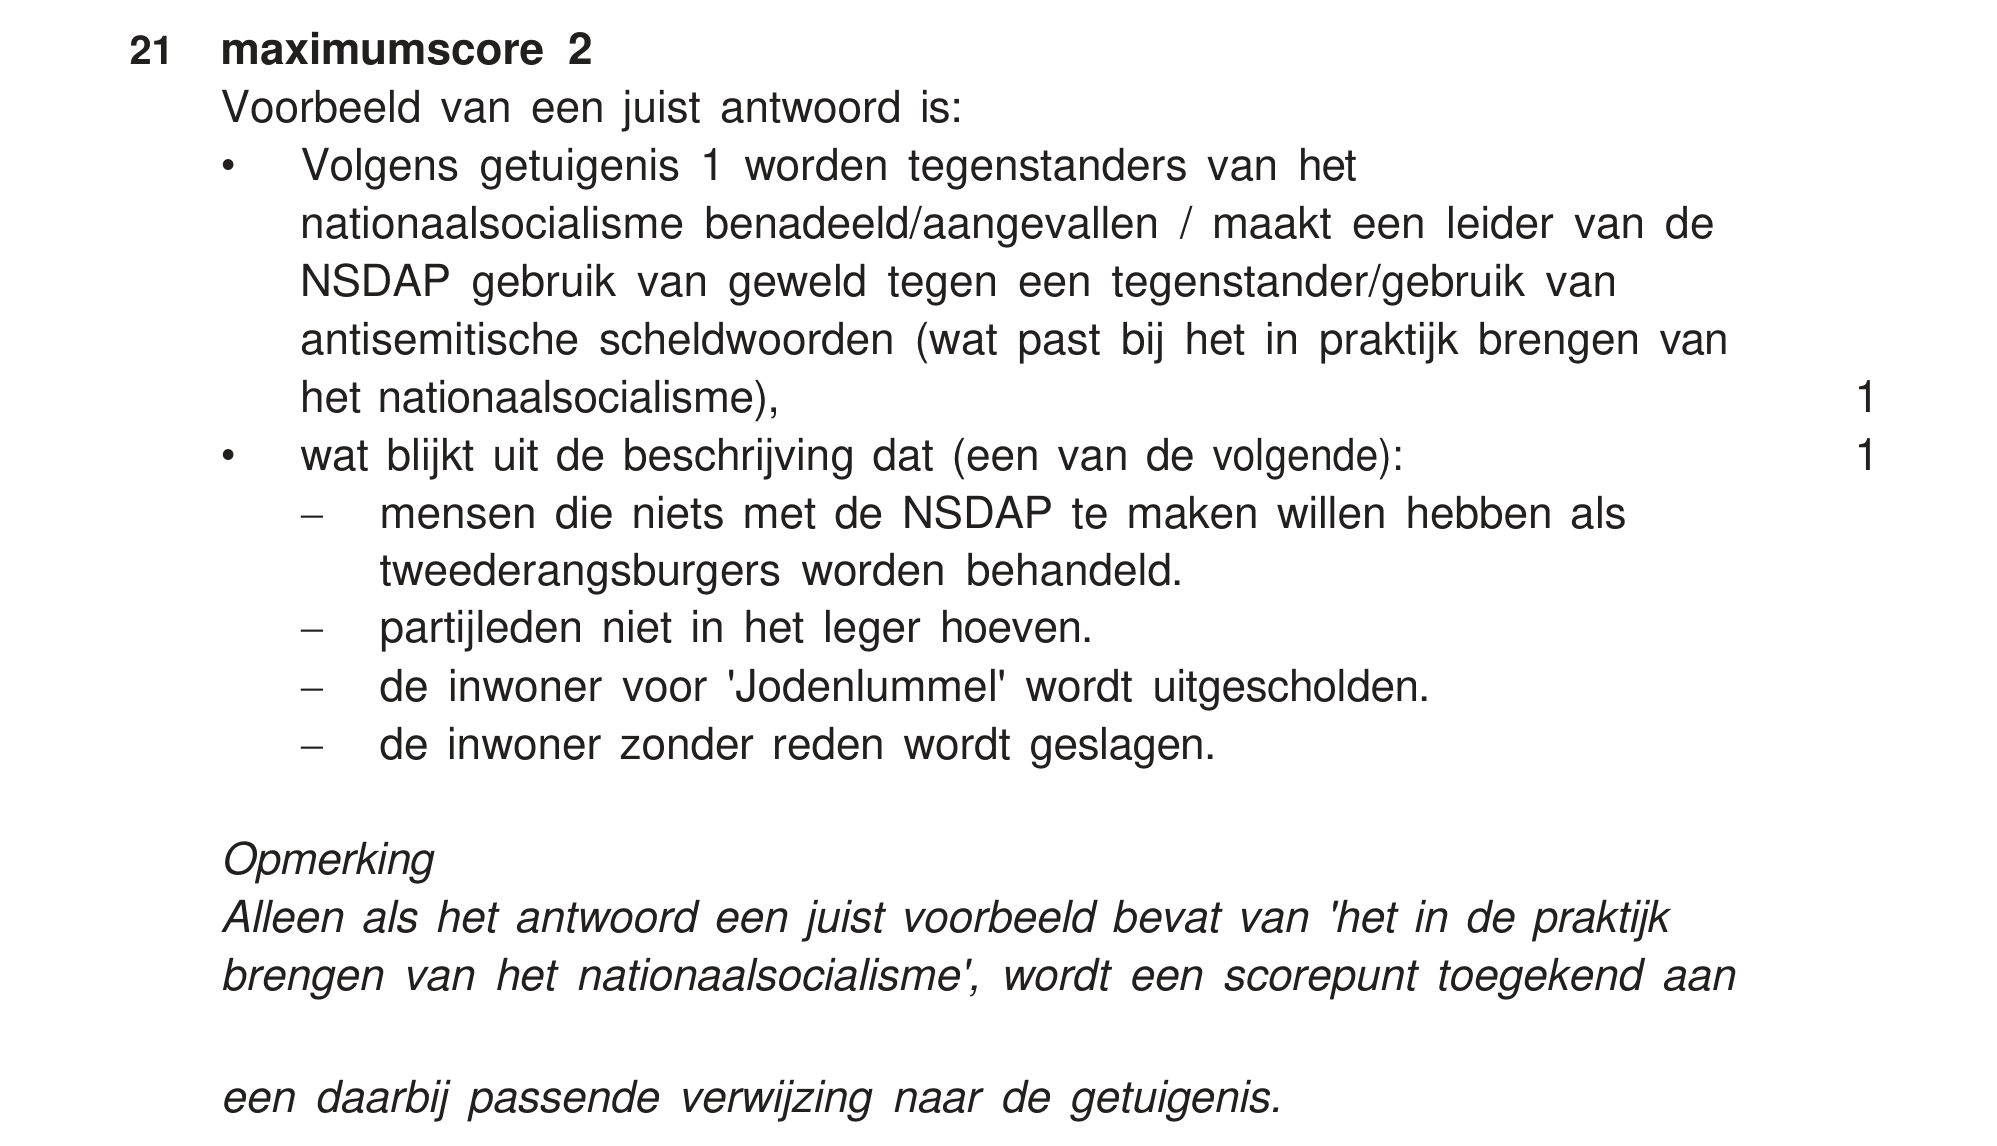 21 maximumscore 2
Voorbeeld van een juist antwoord is:
• Volgens getuigenis 1 worden tegenstanders van het
nationaalsocialisme benadeeld/aangevallen / maakt een leider van de
NSDAP gebruik van geweld tegen een tegenstander/gebruik van
antisemitische scheldwoorden (wat past bij het in praktijk brengen van
het nationaalsocialisme), 1
• wat blijkt uit de beschrijving dat (een van de volgende): 1
– mensen die niets met de NSDAP te maken willen hebben als
tweederangsburgers worden behandeld.
– partijleden niet in het leger hoeven.
– de inwoner voor 'Jodenlummel' wordt uitgescholden.
– de inwoner zonder reden wordt geslagen.
Opmerking
Alleen als het antwoord een juist voorbeeld bevat van 'het in de praktijk
brengen van het nationaalsocialisme', wordt een scorepunt toegekend aan
een daarbij passende verwijzing naar de getuigenis.